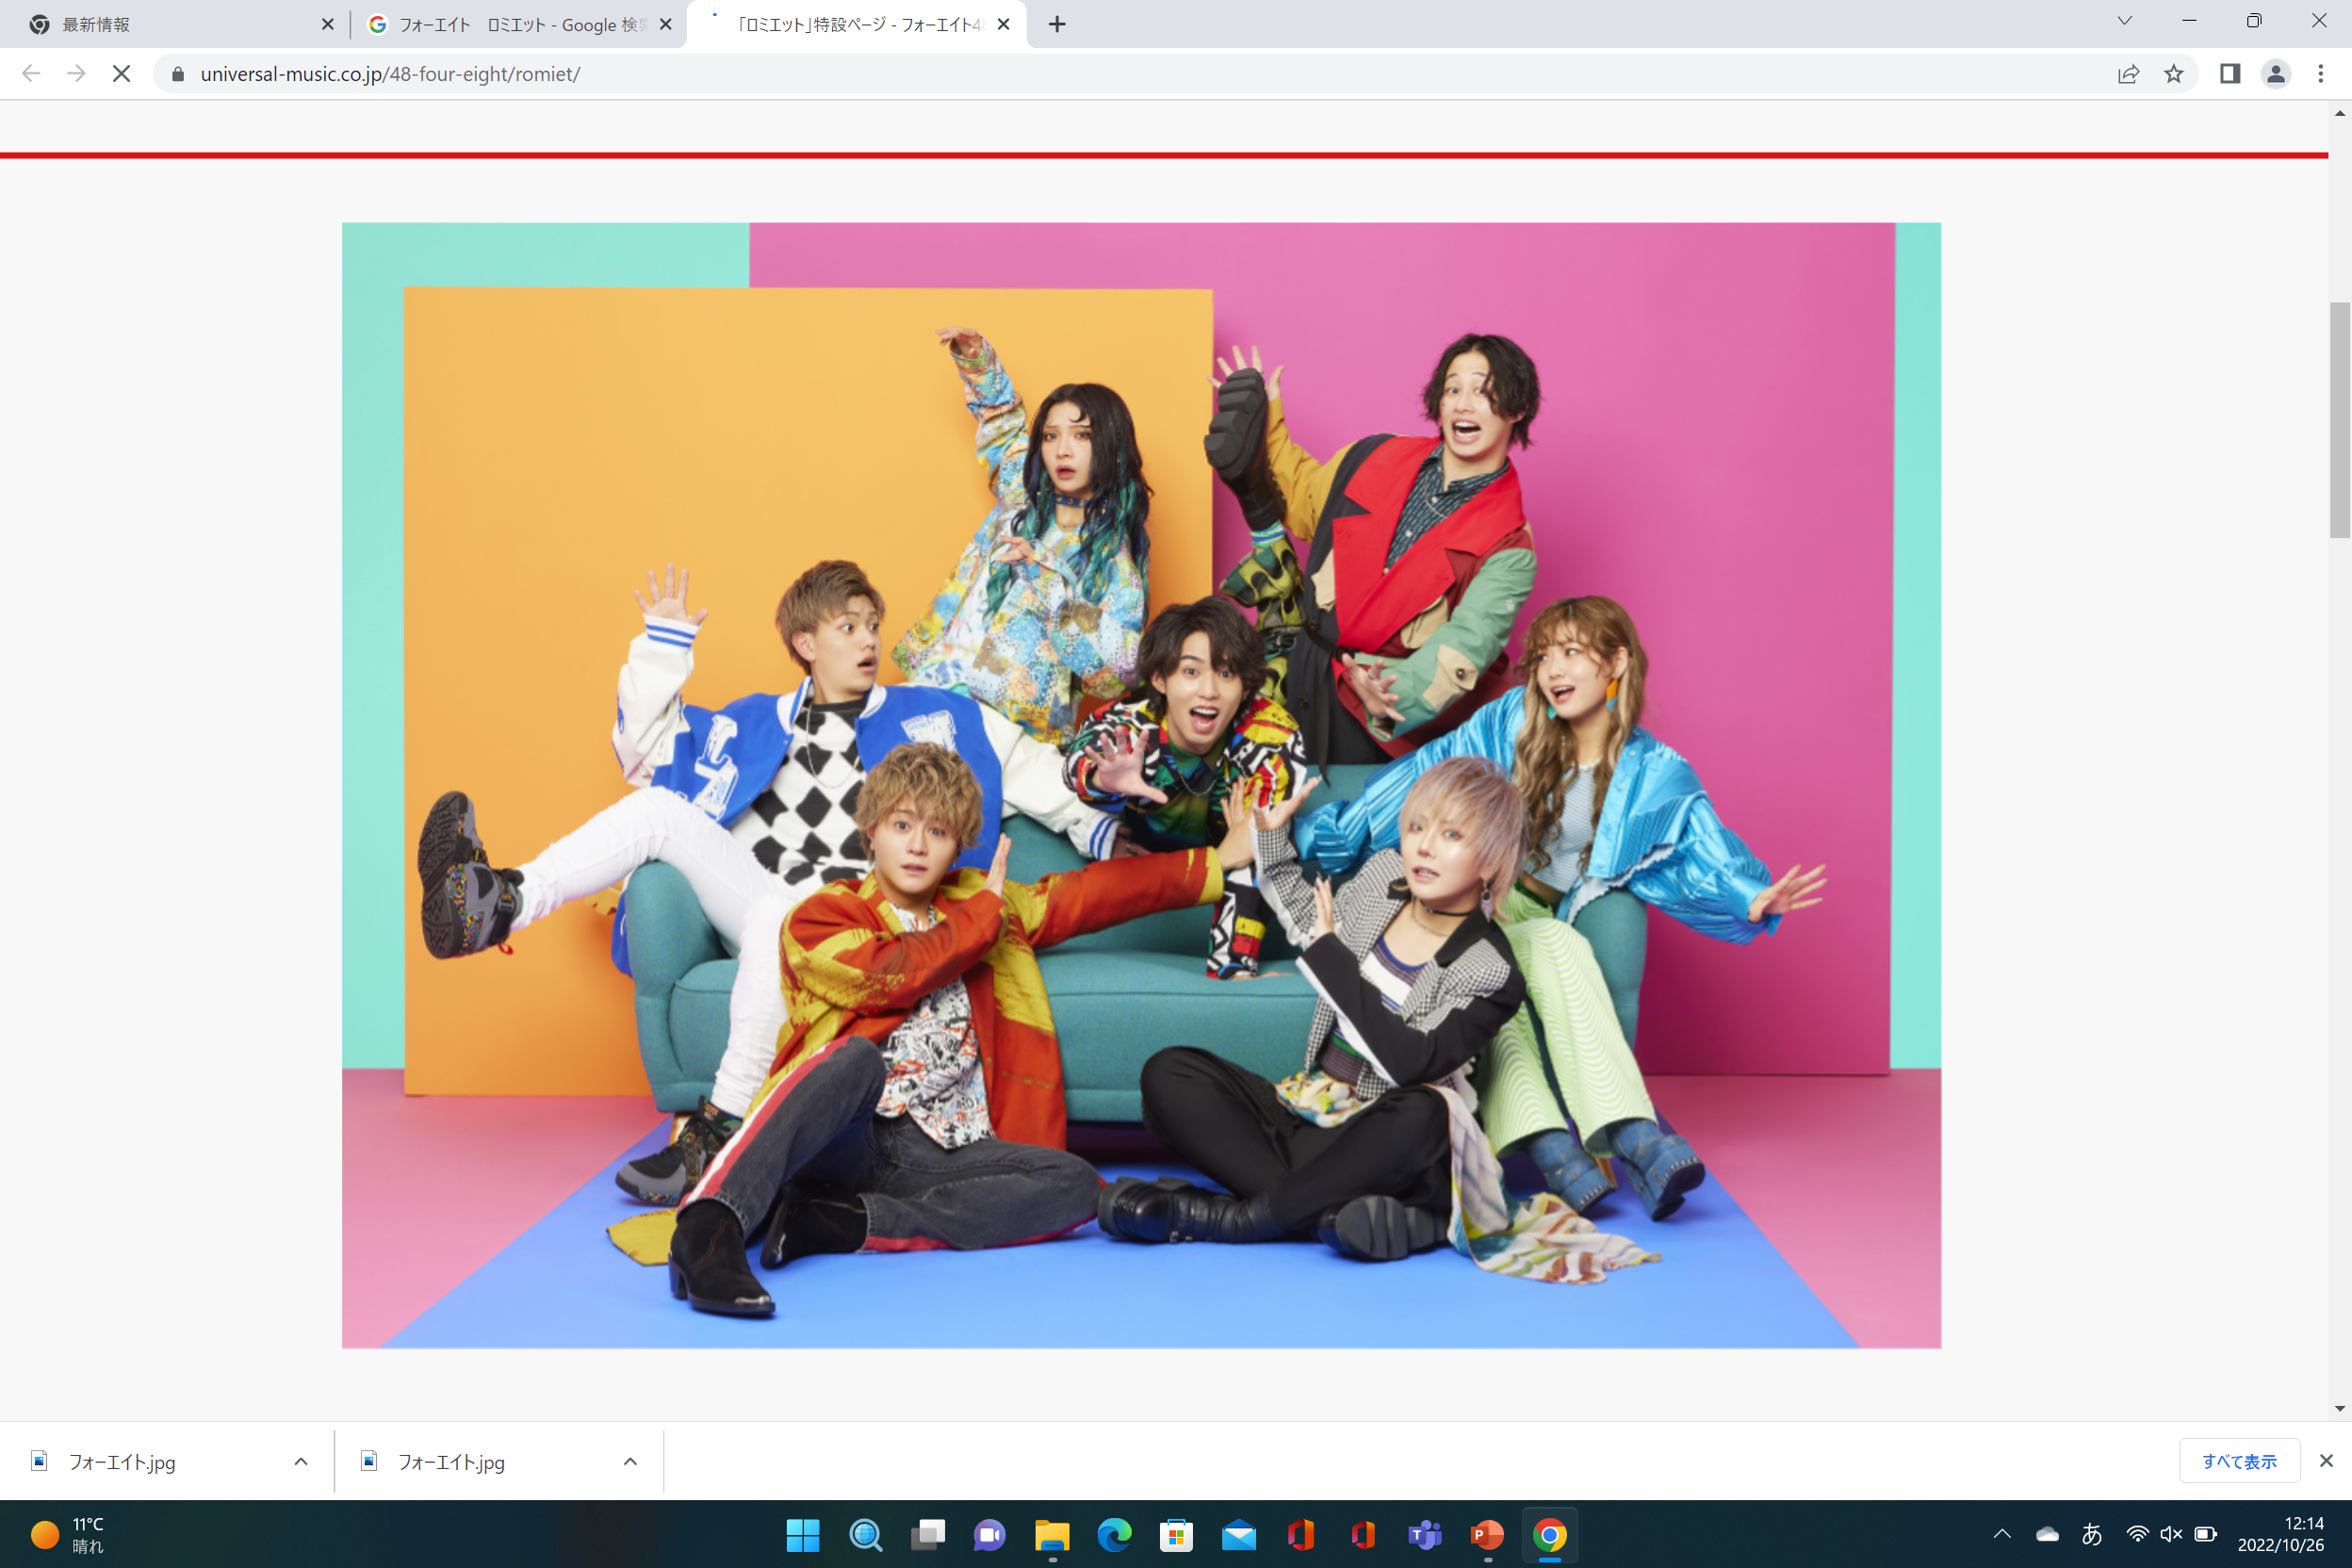 最新情報
フォーエイト　ロミエット - Google 検索
「ロミエット」特設ページ - フォーエイト48
universal-music.co.jp/48-four-eight/romiet/
フォーエイト.jpg
フォーエイト.jpg
すべて表示
11°C
晴れ
あ
12:14
2022/10/26